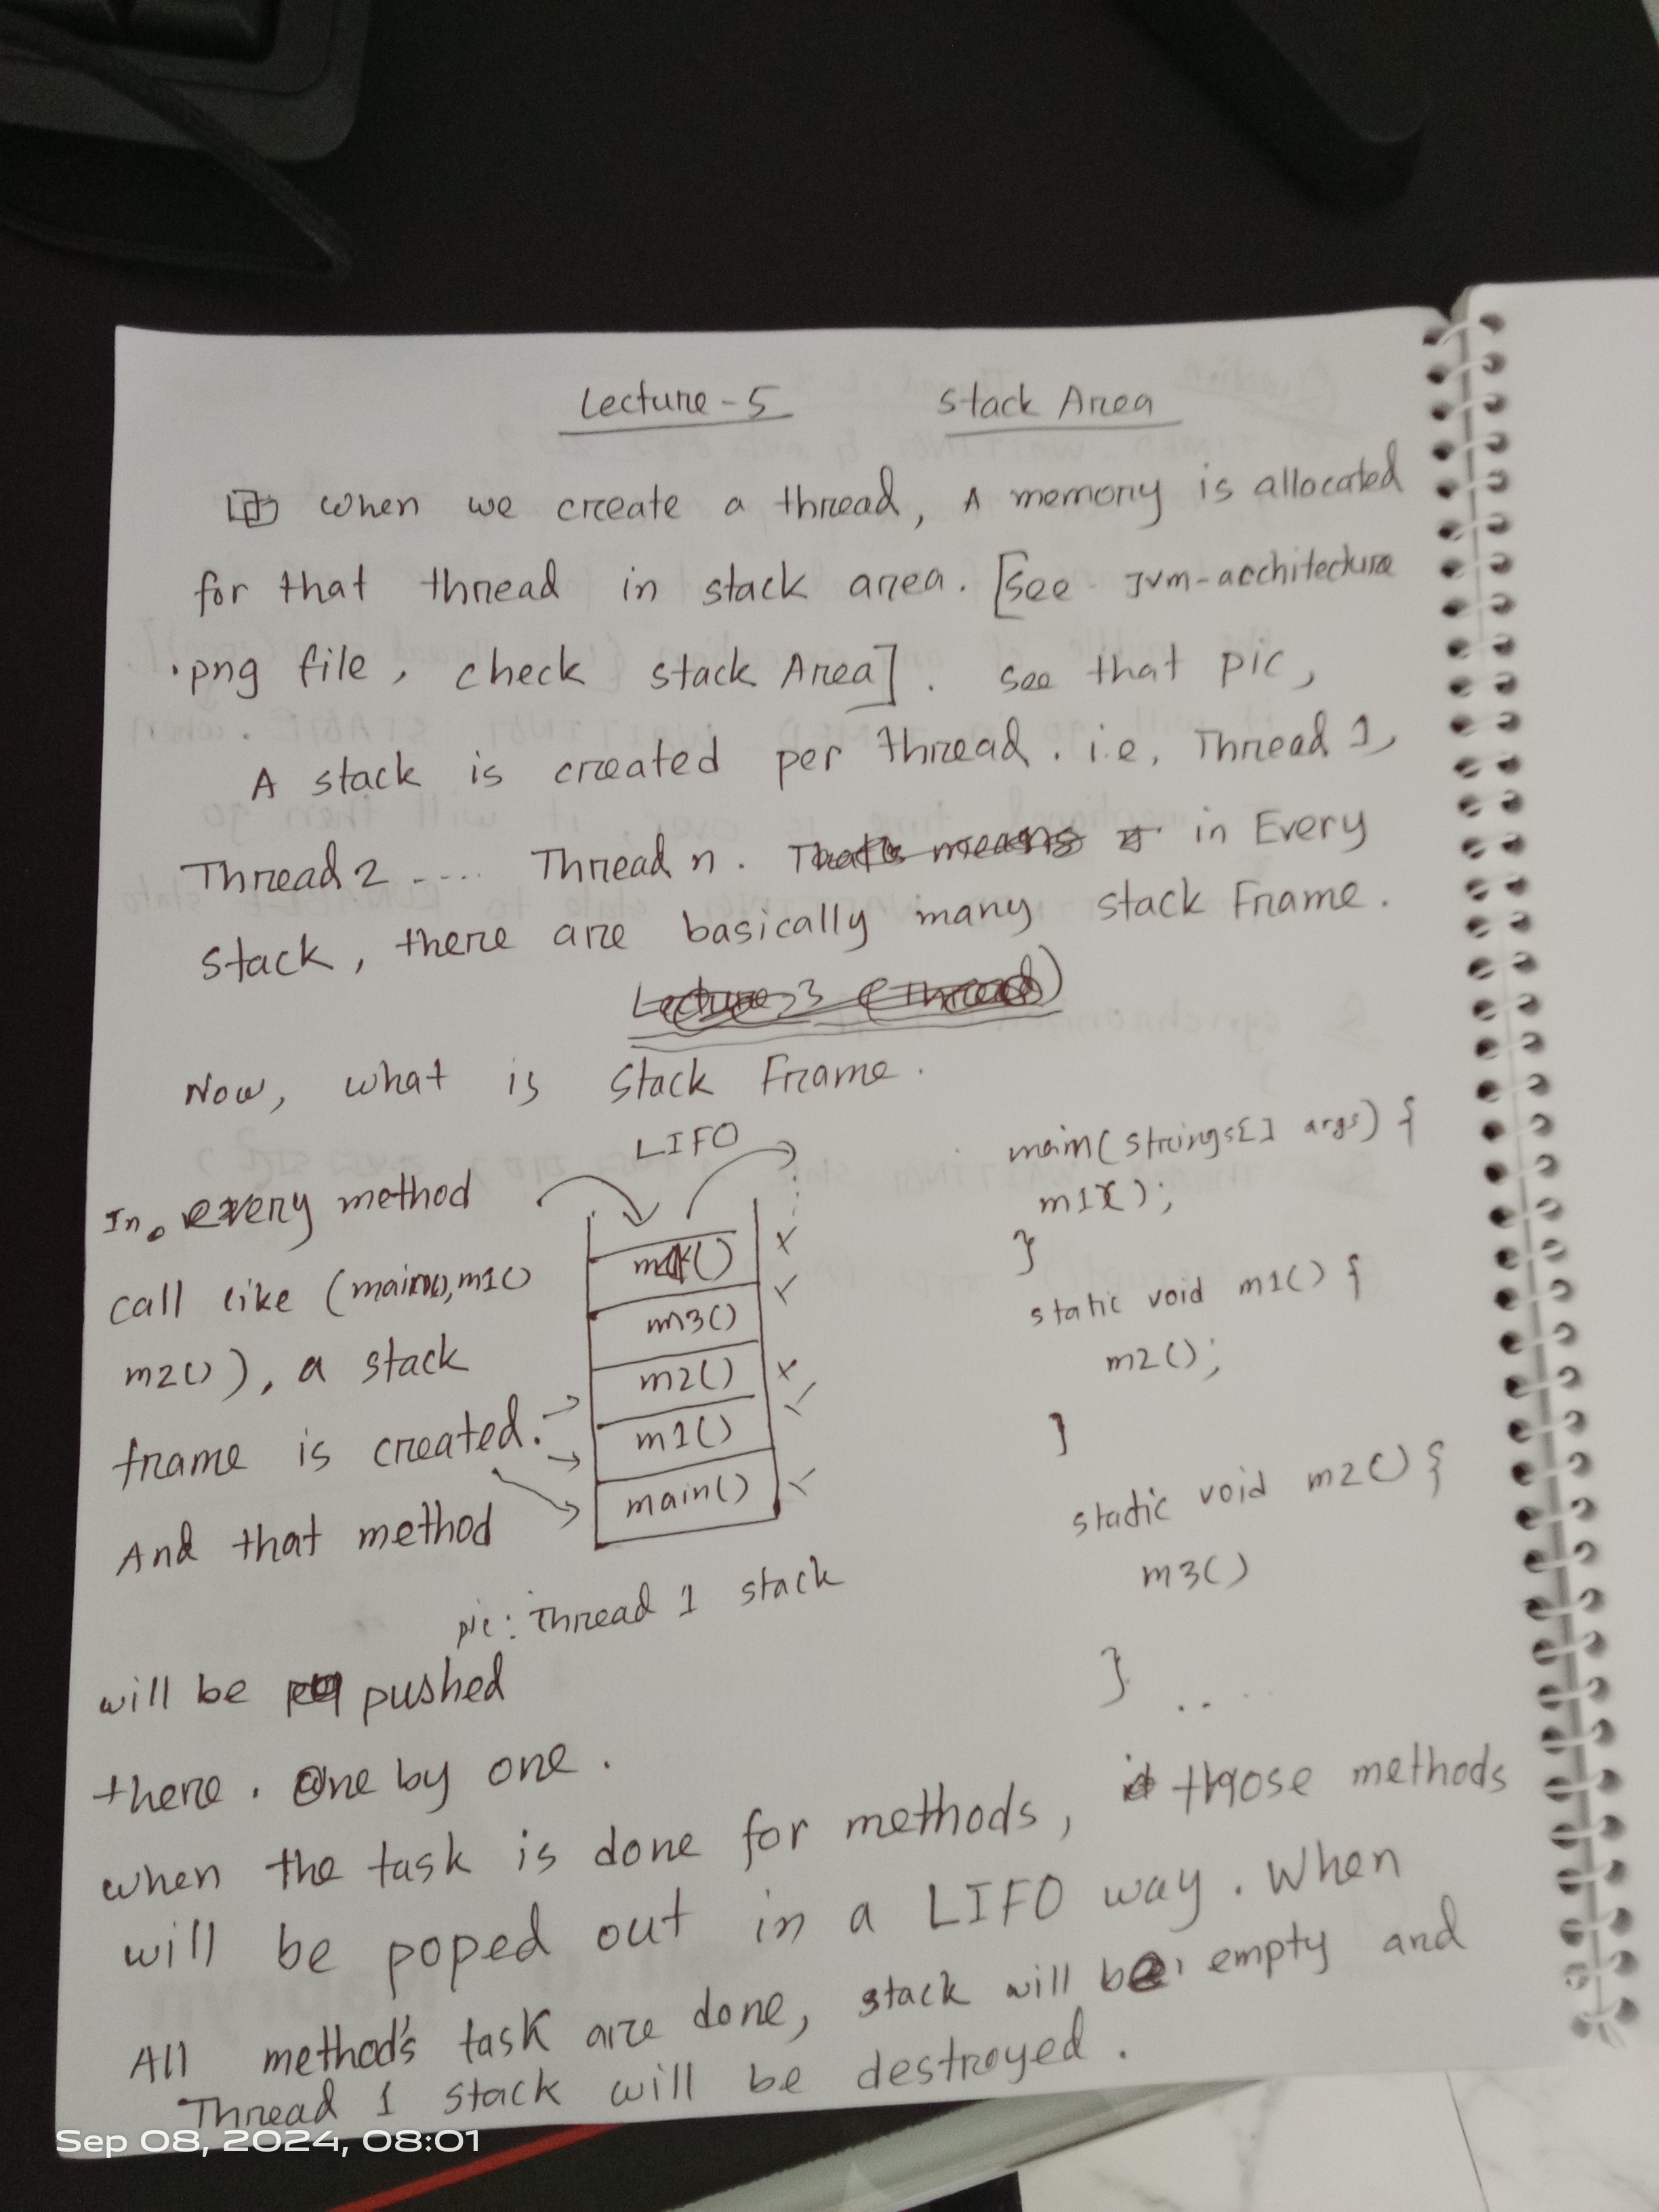 Lecture-5 Stack Area
When we create a thread, A memory is allocated
for that thread in stack area. [See JVM-architecture
.png file, check stack Area]. See that pic,
A stack is created per thread. i.e, Thread 1,
Thread 2 .... Thread n. That's means in Every
stack, there are basically many stack Frame.
Lecture-3 (Thread)
Now, what is Stack Frame.
LIFO
In every method
call like (main(), m1()
m2()), a stack
frame is created.
And that method
m3()
m2()
m1()
main()
pic: Thread 1 stack
main(strings[] args) {
m1();
}
static void m1() {
m2();
}
static void m2() {
m3()
} ....
will be pushed
there. One by one.
when the task is done for methods, those methods
will be poped out in a LIFO way. When
All method's task are done, stack will be empty and
Thread 1 stack will be destroyed.
Sep 08, 2024, 08:01